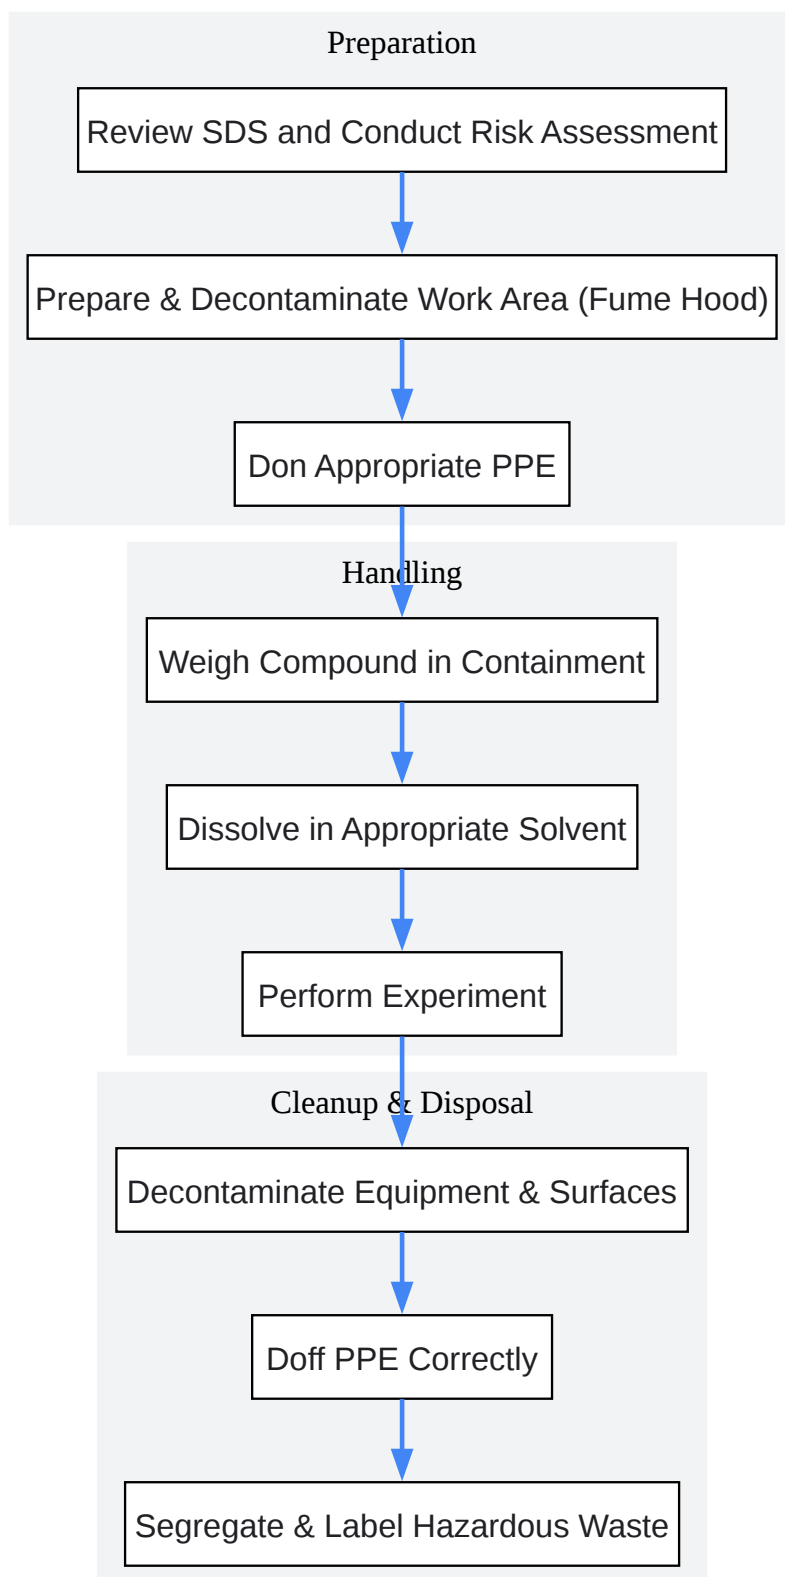 Preparation
Review SDS and Conduct Risk Assessment
Prepare & Decontaminate Work Area (Fume Hood)
Don Appropriate PPE
Handling
Weigh Compound in Containment
Dissolve in Appropriate Solvent
Perform Experiment
Cleanup & Disposal
Decontaminate Equipment & Surfaces
Doff PPE Correctly
Segregate & Label Hazardous Waste